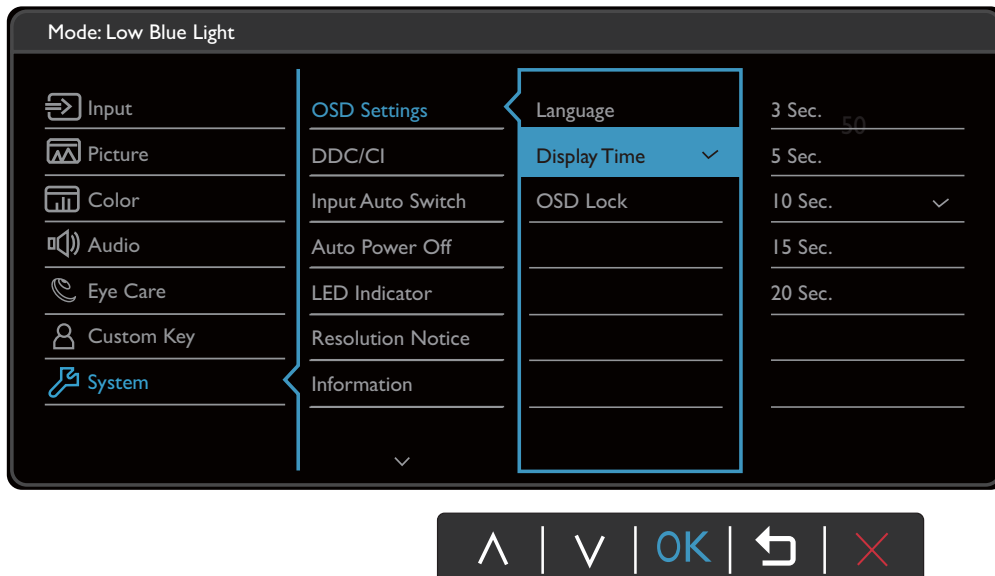 Mode: Low Blue Light
Input
Picture
Color
Audio
Eye Care
Custom Key
System
OSD Settings
DDC/CI
Input Auto Switch
Auto Power Off
LED Indicator
Resolution Notice
Information
Language
Display Time
OSD Lock
3 Sec.
50
5 Sec.
10 Sec.
15 Sec.
20 Sec.
OK